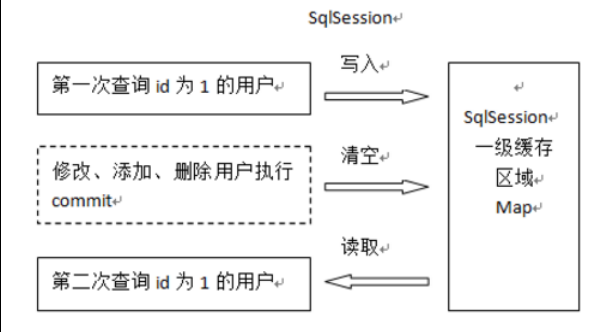 SqlSession
写入
第一次查询 id 为 1 的用户
清空
修改、添加、删除用户执行
commit
读取
第二次查询 id 为 1 的用户
SqlSession
一级缓存
区域
Map